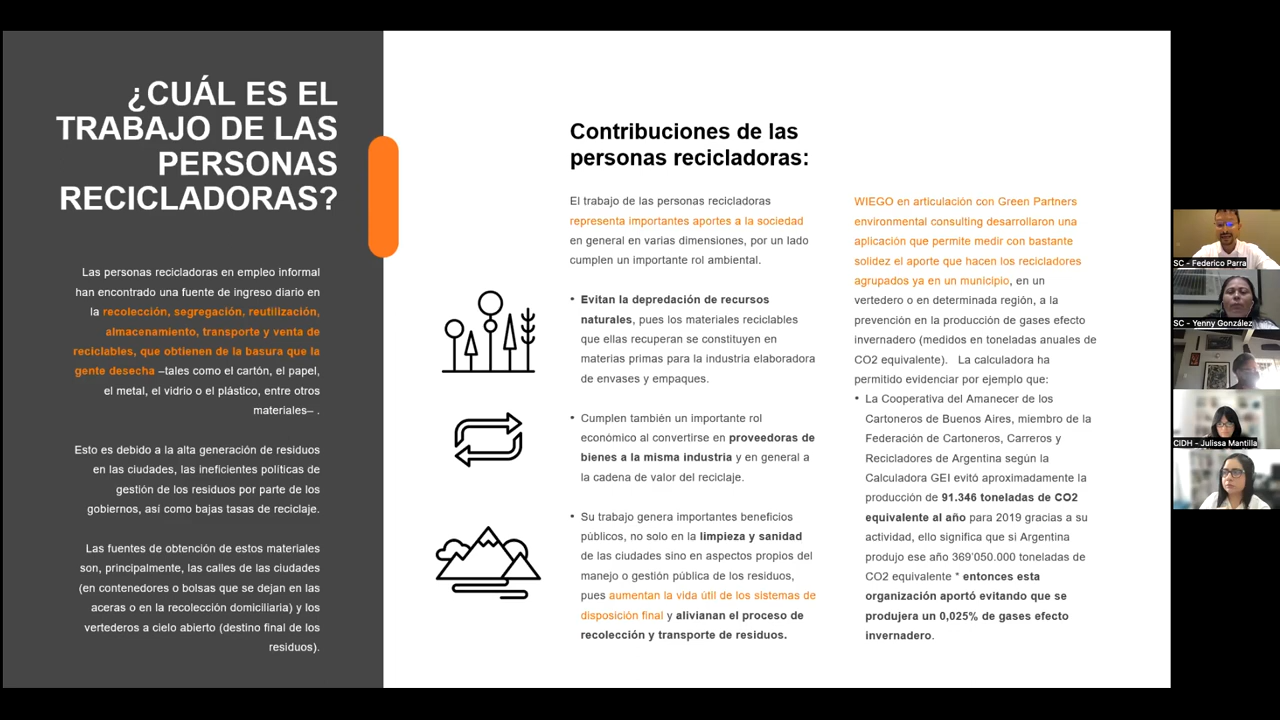 ¿CUÁL ES EL
TRABAJO DE LAS
PERSONAS
RECICLADORAS?
Las personas recicladoras en empleo informal
han encontrado una fuente de ingreso diario en
la recolección, segregación, reutilización,
almacenamiento, transporte y venta de
reciclables, que obtienen de la basura que la
gente desecha –tales como el cartón, el papel,
el metal, el vidrio o el plástico, entre otros
materiales– .
Esto es debido a la alta generación de residuos
en las ciudades, las ineficientes políticas de
gestión de los residuos por parte de los
gobiernos, así como bajas tasas de reciclaje.
Las fuentes de obtención de estos materiales
son, principalmente, las calles de las ciudades
(en contenedores o bolsas que se dejan en las
aceras o en la recolección domiciliaria) y los
vertederos a cielo abierto (destino final de los
residuos).
Contribuciones de las
personas recicladoras:
El trabajo de las personas recicladoras
representa importantes aportes a la sociedad
en general en varias dimensiones, por un lado
cumplen un importante rol ambiental.
• Evitan la depredación de recursos
naturales, pues los materiales reciclables
que ellas recuperan se constituyen en
materias primas para la industria elaboradora
de envases y empaques.
• Cumplen también un importante rol
económico al convertirse en proveedoras de
bienes a la misma industria y en general a
la cadena de valor del reciclaje.
• Su trabajo genera importantes beneficios
públicos, no solo en la limpieza y sanidad
de las ciudades sino en aspectos propios del
manejo o gestión pública de los residuos,
pues aumentan la vida útil de los sistemas de
disposición final y alivianan el proceso de
recolección y transporte de residuos.
WIEGO en articulación con Green Partners
environmental consulting desarrollaron una
aplicación que permite medir con bastante
solidez el aporte que hacen los recicladores
agrupados ya en un municipio, en un
vertedero o en determinada región, a la
prevención en la producción de gases efecto
invernadero (medidos en toneladas anuales de
CO2 equivalente). La calculadora ha
permitido evidenciar por ejemplo que:
• La Cooperativa del Amanecer de los
Cartoneros de Buenos Aires, miembro de la
Federación de Cartoneros, Carreros y
Recicladores de Argentina según la
Calculadora GEI evitó aproximadamente la
producción de 91.346 toneladas de CO2
equivalente al año para 2019 gracias a su
actividad, ello significa que si Argentina
produjo ese año 369'050.000 toneladas de
CO2 equivalente * entonces esta
organización aportó evitando que se
produjera un 0,025% de gases efecto
invernadero.
SC - Federico Parra
SC - Yenny González
CIDH - Julissa Mantilla